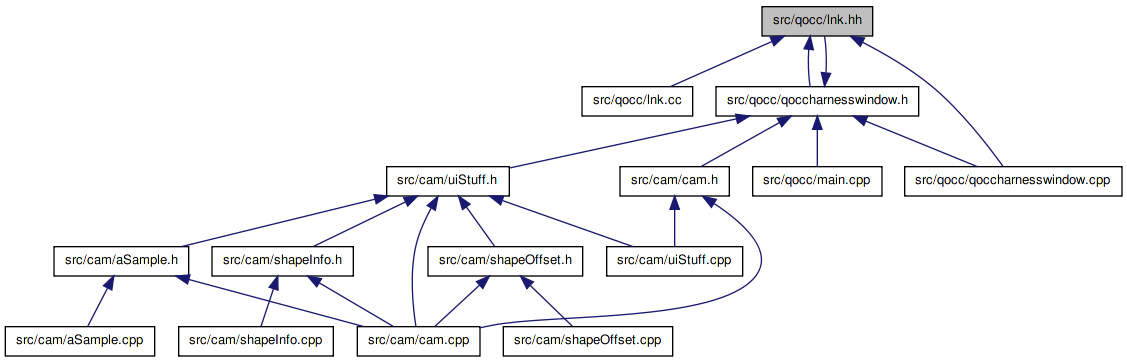 src/qocc/lnk.hh
src/qocc/lnk.cc
src/qocc/qoccharnesswindow.h
src/cam/uiStuff.h
src/cam/cam.h
src/qocc/main.cpp
src/qocc/qoccharnesswindow.cpp
src/cam/aSample.h
src/cam/shapeInfo.h
src/cam/shapeOffset.h
src/cam/uiStuff.cpp
src/cam/aSample.cpp
src/cam/shapeInfo.cpp
src/cam/cam.cpp
src/cam/shapeOffset.cpp